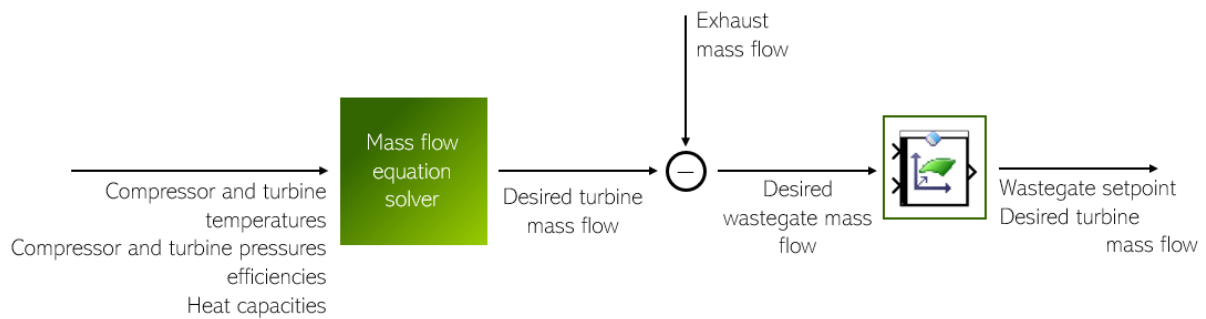 Exhaust
mass flow
Mass flow
equation
solver
Compressor and turbine
temperatures
Compressor and turbine pressures
efficiencies
Heat capacities
Desired turbine
mass flow
−
Desired
wastegate mass
flow
Wastegate setpoint
Desired turbine
mass flow